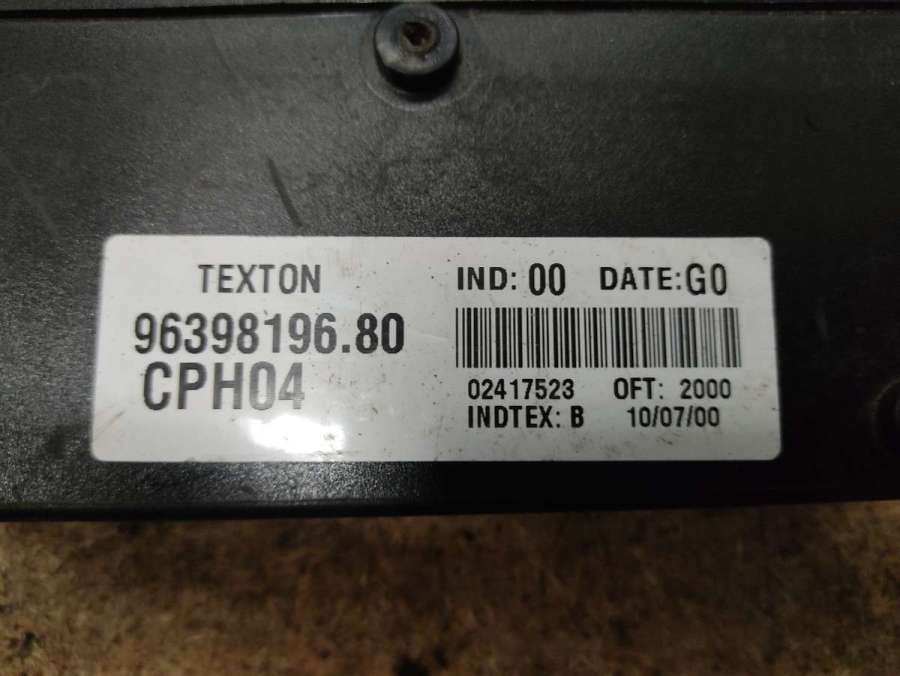 TEXTON
96398196.80
CPH04
IND: 00 DATE:G0
02417523 OFT: 2000
INDTEX: B 10/07/00